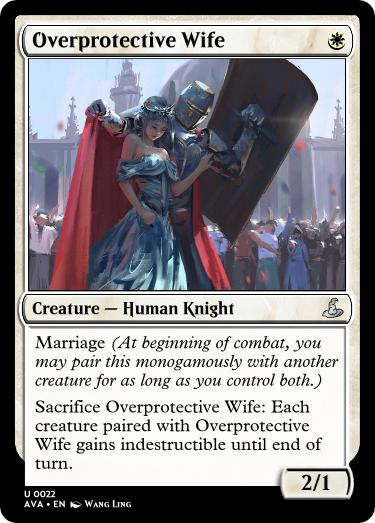 Overprotective Wife
Creature — Human Knight
Marriage (At beginning of combat, you
may pair this monogamously with another
creature for as long as you control both.)
Sacrifice Overprotective Wife: Each
creature paired with Overprotective
Wife gains indestructible until end of
turn.
2/1
U 0022
AVA • EN Wang Ling